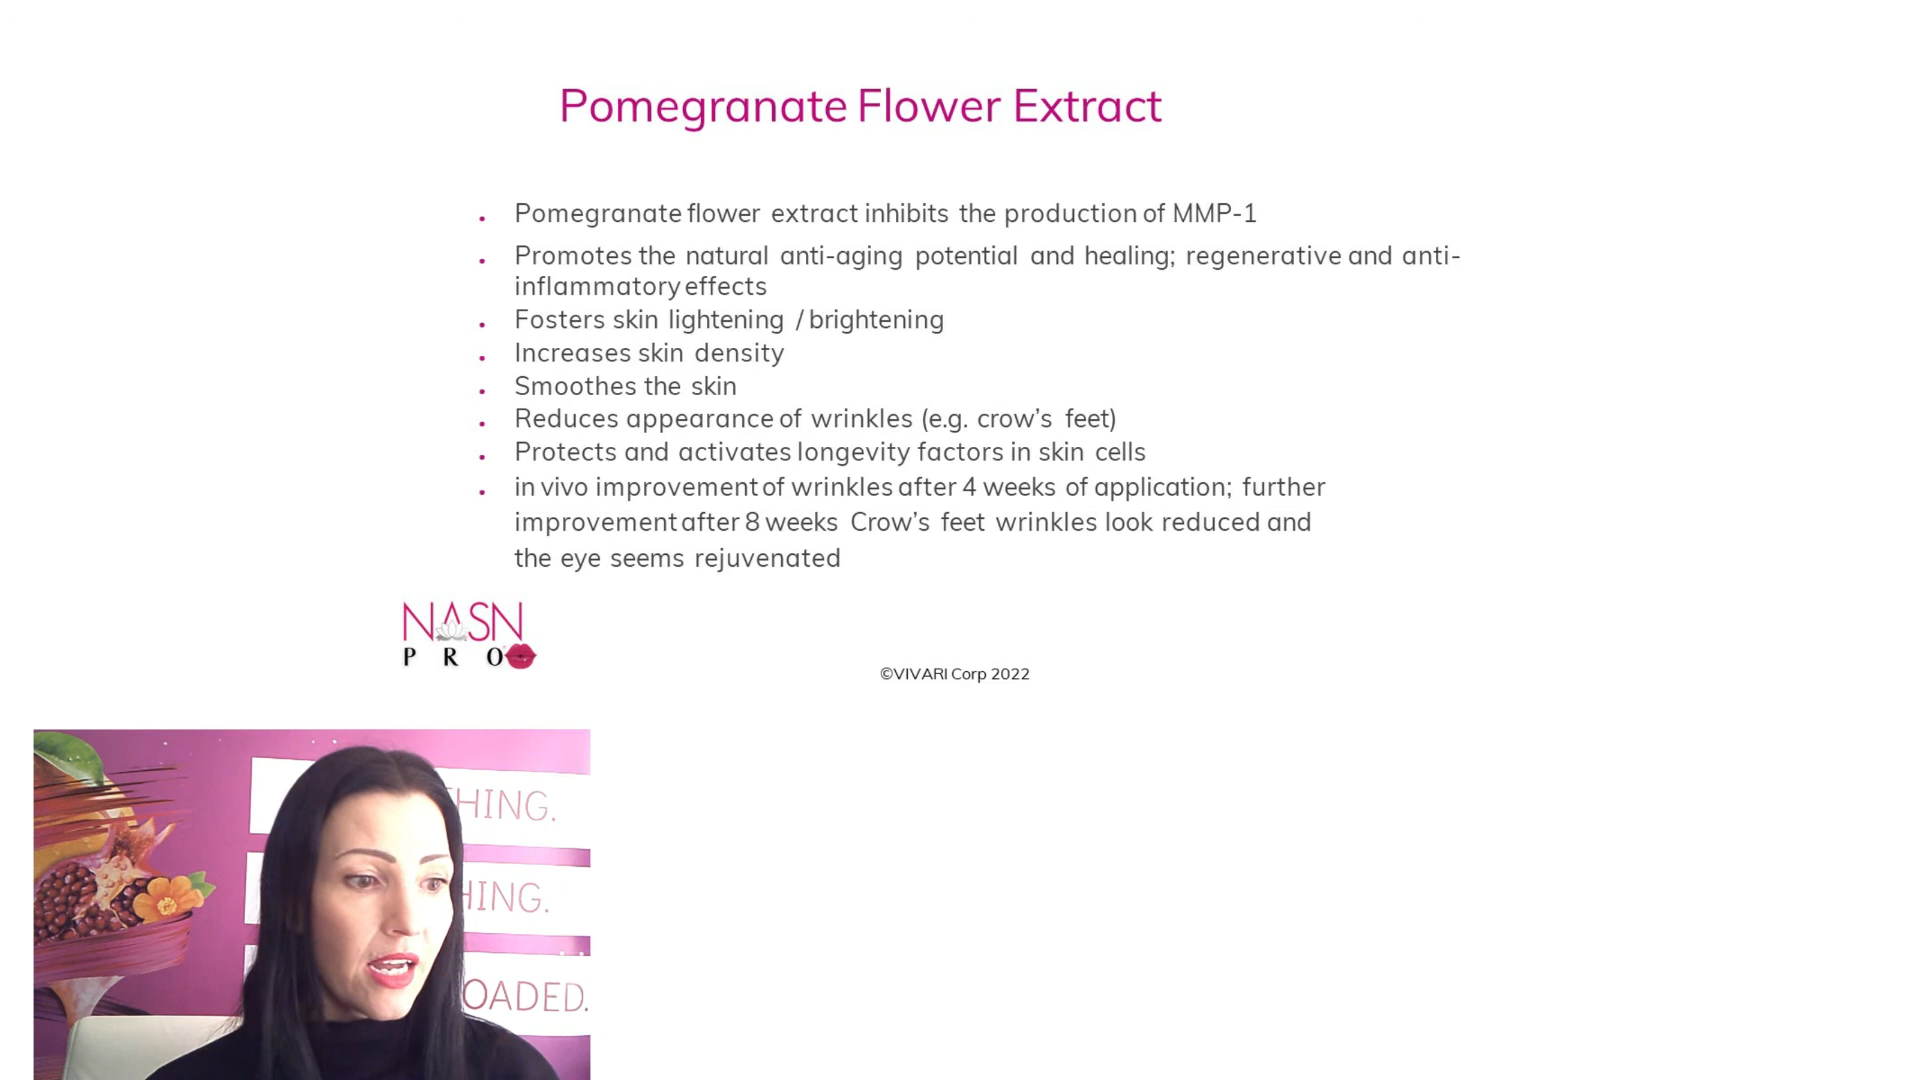 Pomegranate Flower Extract
. Pomegranate flower extract inhibits the production of MMP-1
. Promotes the natural anti-aging potential and healing; regenerative and anti-
inflammatory effects
. Fosters skin lightening / brightening
. Increases skin density
. Smoothes the skin
. Reduces appearance of wrinkles (e.g. crow’s feet)
. Protects and activates longevity factors in skin cells
. in vivo improvement of wrinkles after 4 weeks of application; further
improvement after 8 weeks Crow’s feet wrinkles look reduced and
the eye seems rejuvenated
NASN
PRO
©VIVARI Corp 2022
HING.
HING.
OADED.